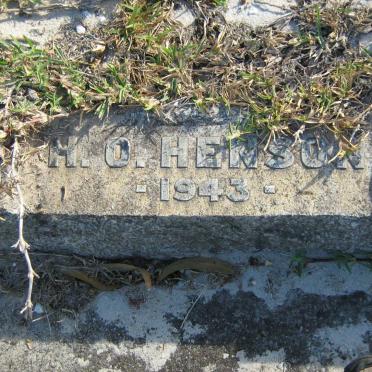 H. O. HENSON
- 1943 -